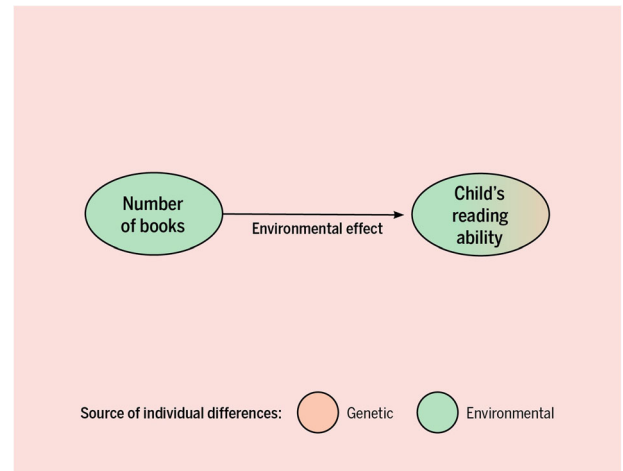 Number
of books
Environmental effect
Child's
reading
ability
Source of individual differences:
Genetic
Environmental